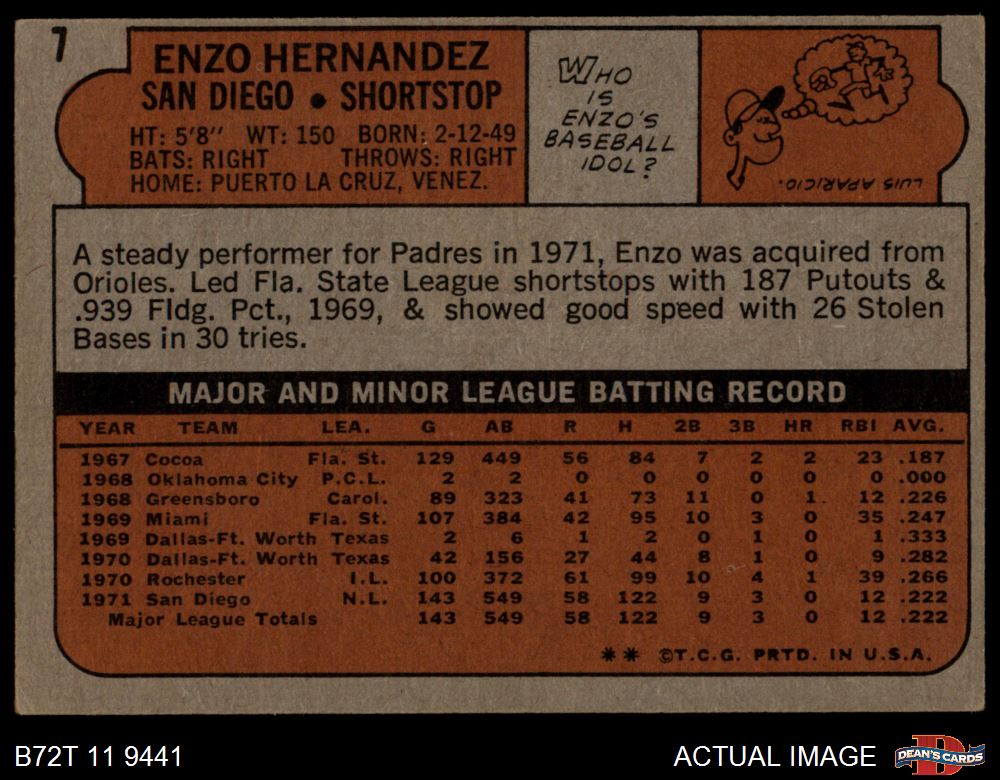 7
ENZO HERNANDEZ
SAN DIEGO • SHORTSTOP
HT: 5'8" WT: 150 BORN: 2-12-49
BATS: RIGHT THROWS: RIGHT
HOME: PUERTO LA CRUZ, VENEZ.
WHO
IS
ENZO'S
BASEBALL
IDOL?
LUIS APARICIO.
A steady performer for Padres in 1971, Enzo was acquired from
Orioles. Led Fla. State League shortstops with 187 Putouts &
.939 Fldg. Pct., 1969, & showed good speed with 26 Stolen
Bases in 30 tries.
MAJOR AND MINOR LEAGUE BATTING RECORD
YEAR TEAM LEA. G AB R H 2B 3B HR RBI AVG.
1967 Cocoa Fla. St. 129 449 56 84 7 2 2 23 .187
1968 Oklahoma City P.C.L. 2 2 0 0 0 0 0 0 .000
1968 Greensboro Carol. 89 323 41 73 11 0 1 12 .226
1969 Miami Fla. St. 107 384 42 95 10 3 0 35 .247
1969 Dallas-Ft. Worth Texas 2 6 1 2 0 1 0 1 .333
1970 Dallas-Ft. Worth Texas 42 156 27 44 8 1 0 9 .282
1970 Rochester I.L. 100 372 61 99 10 4 1 39 .266
1971 San Diego N.L. 143 549 58 122 9 3 0 12 .222
Major League Totals 143 549 58 122 9 3 0 12 .222
** ©T.C.G. PRTD. IN U.S.A.
B72T 11 9441
ACTUAL IMAGE
D
DEAN'S CARDS